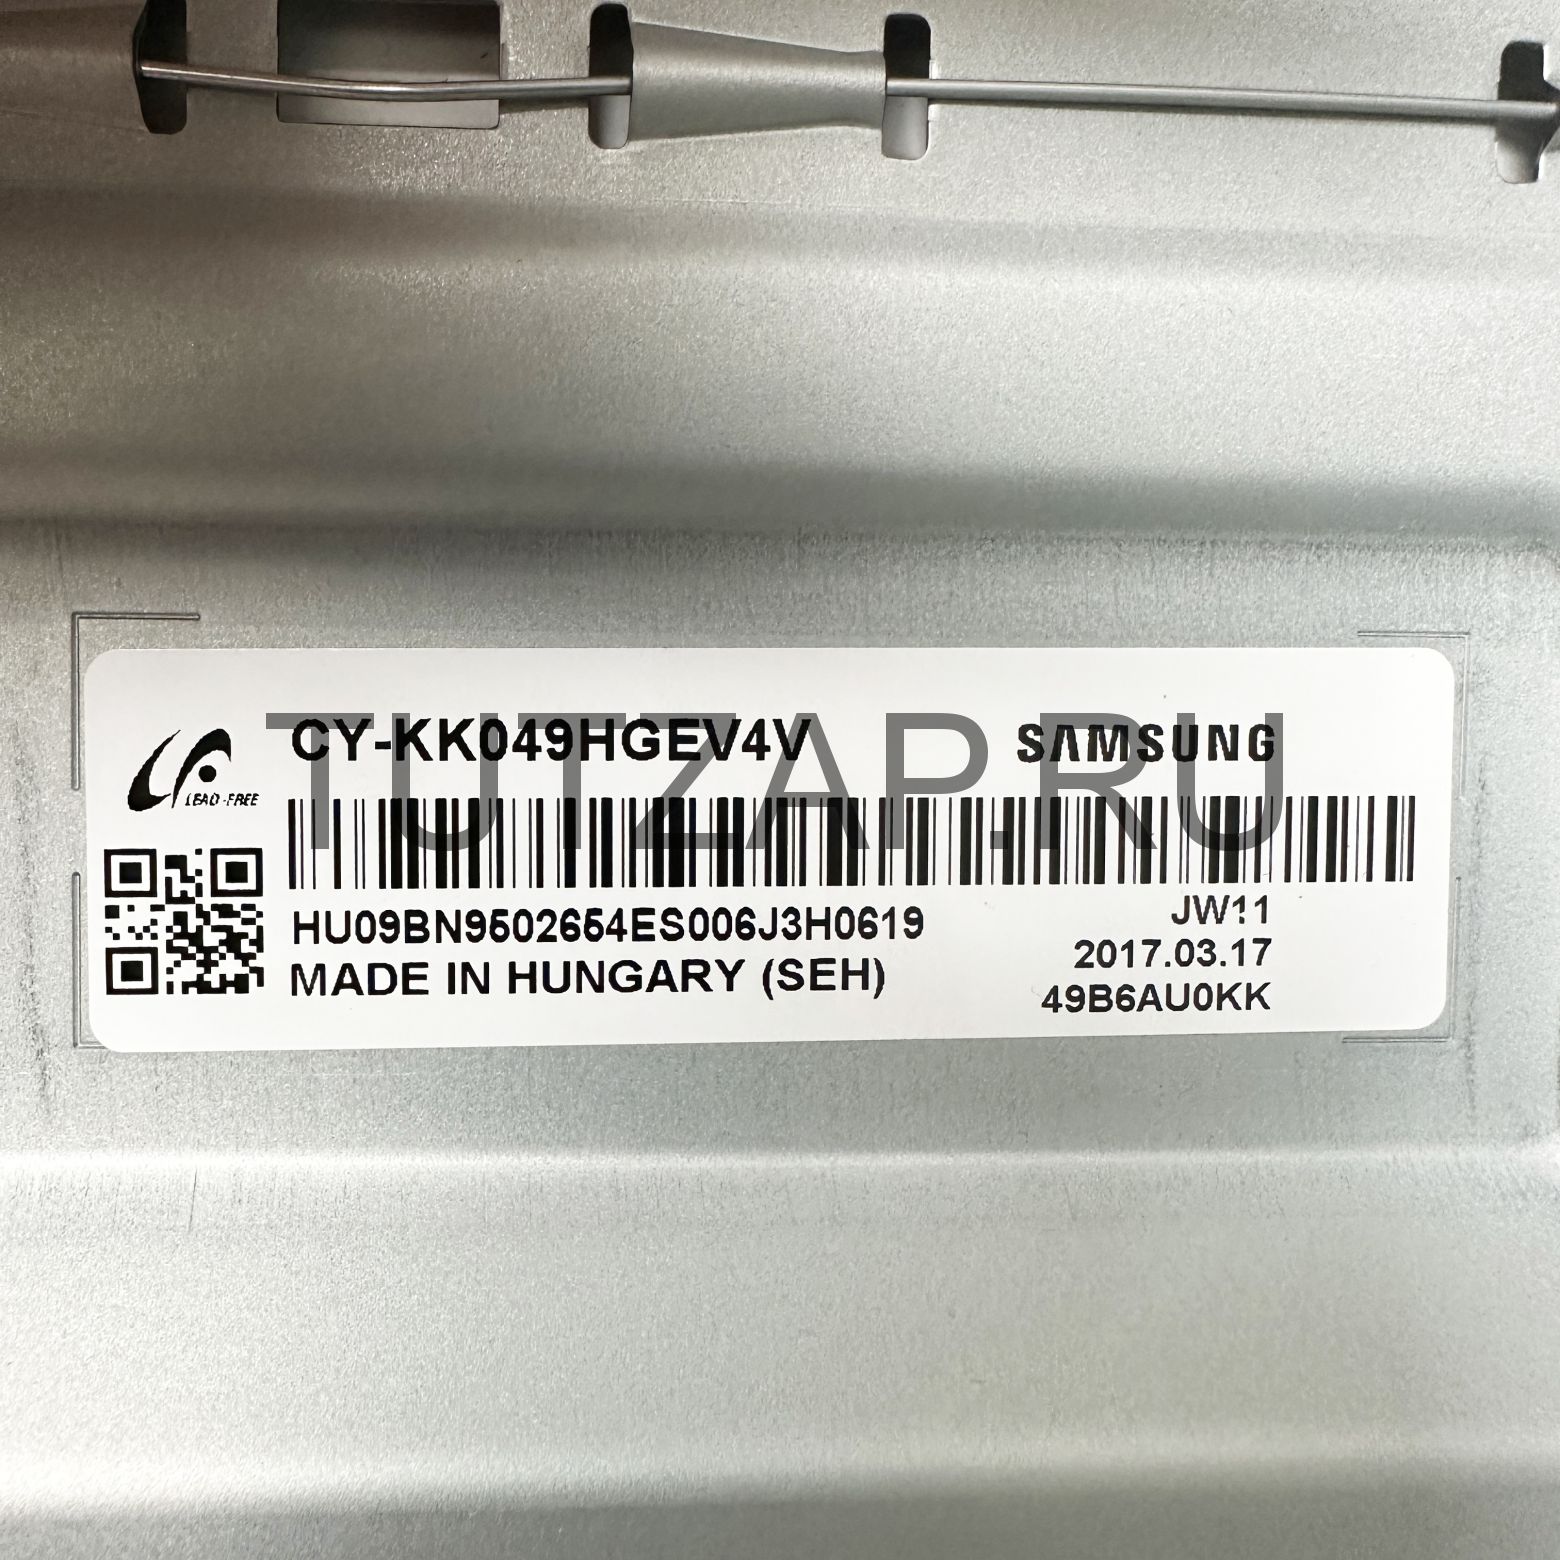 CY-KK049HGEV4V
SAMSUNG
LEAD-FREE
TUTZAP.RU
HU09BN9502654ES006J3H0619
MADE IN HUNGARY (SEH)
JW11
2017.03.17
49B6AU0KK